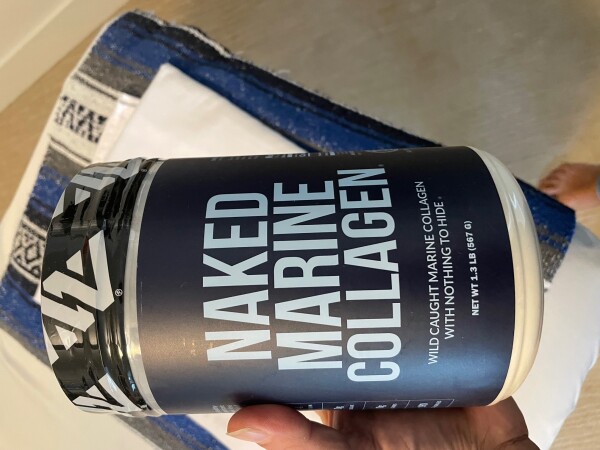 NAKED
MARINE
COLLAGEN®
WILD CAUGHT MARINE COLLAGEN
WITH NOTHING TO HIDE®
NET WT 1.3 LB (567 G)